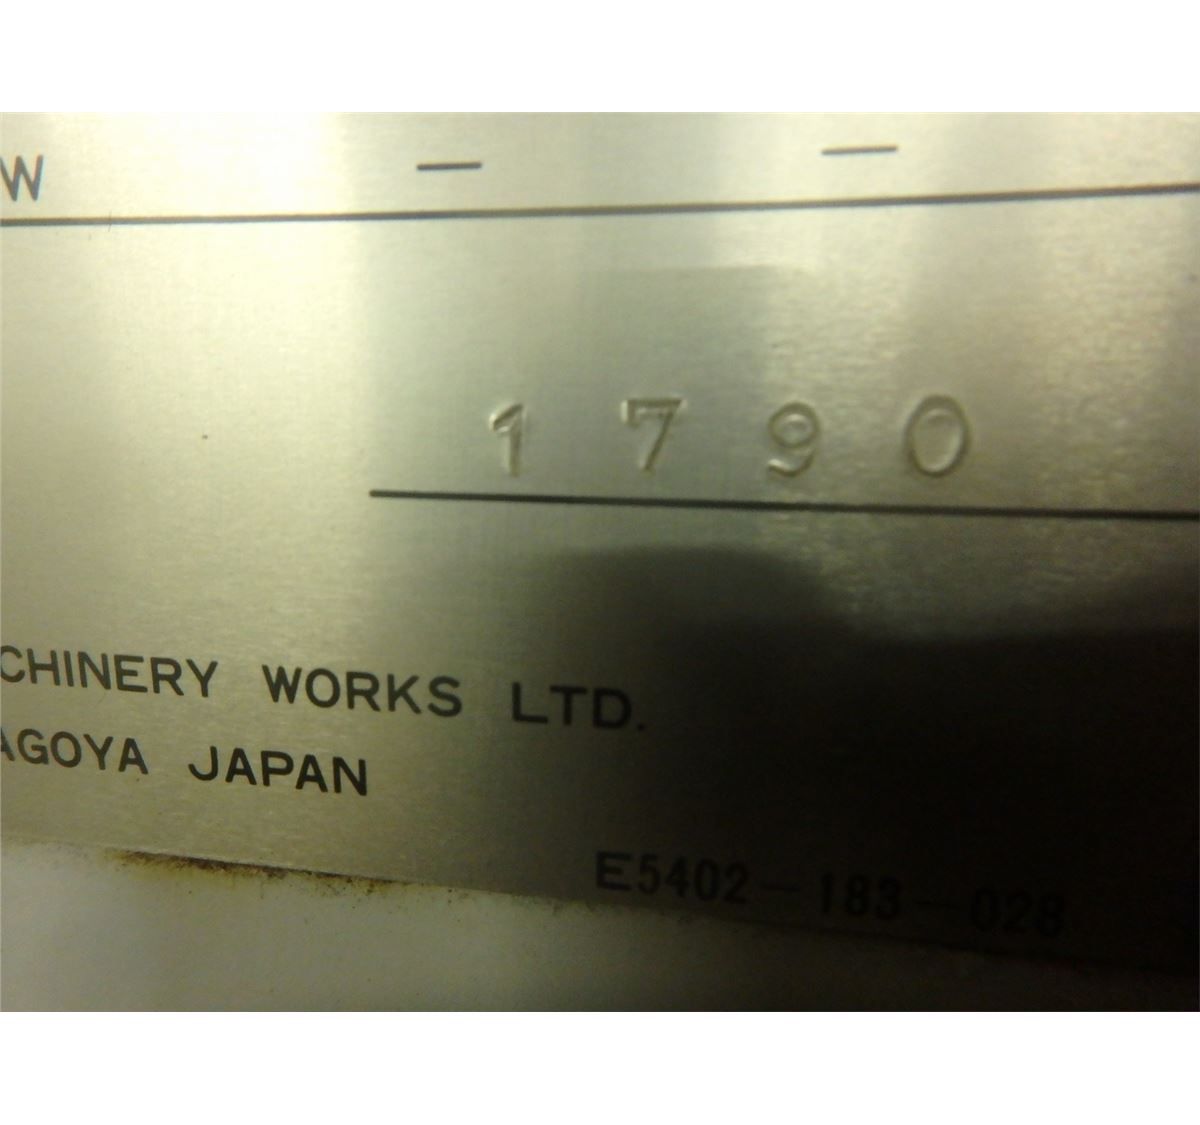 W — —
1790
CHINERY WORKS LTD.
AGOYA JAPAN
E5402-183-028